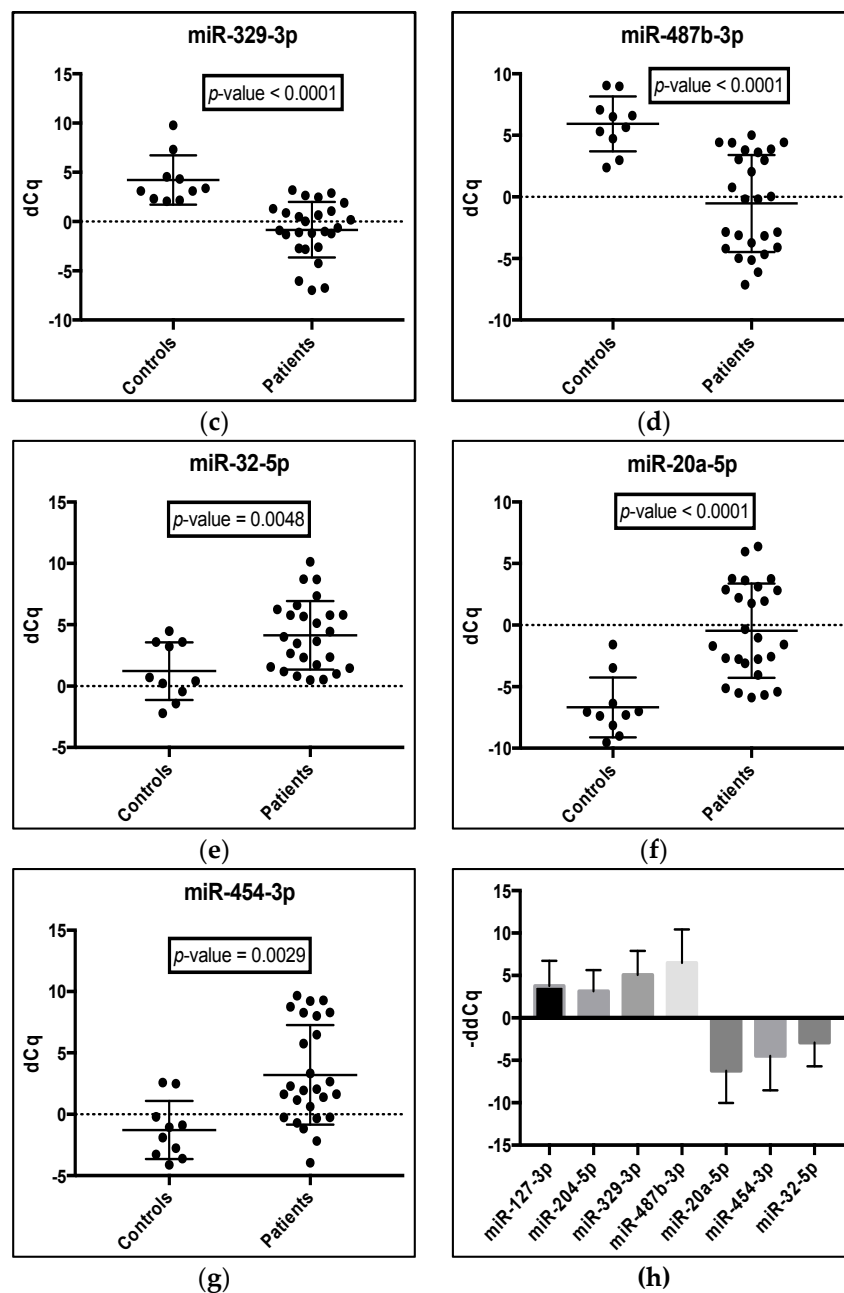 miR-329-3p
p-value < 0.0001
dCq
15
10
5
0
-5
-10
Controls
Patients
(c)
miR-487b-3p
p-value < 0.0001
dCq
10
5
0
-5
-10
Controls
Patients
(d)
miR-32-5p
p-value = 0.0048
dCq
15
10
5
0
-5
Controls
Patients
(e)
miR-20a-5p
p-value < 0.0001
dCq
10
5
0
-5
-10
Controls
Patients
(f)
miR-454-3p
p-value = 0.0029
dCq
15
10
5
0
-5
Controls
Patients
(g)
-ddCq
15
10
5
0
-5
-10
-15
miR-127-3p
miR-204-5p
miR-329-3p
miR-487b-3p
miR-20a-5p
miR-454-3p
miR-32-5p
(h)